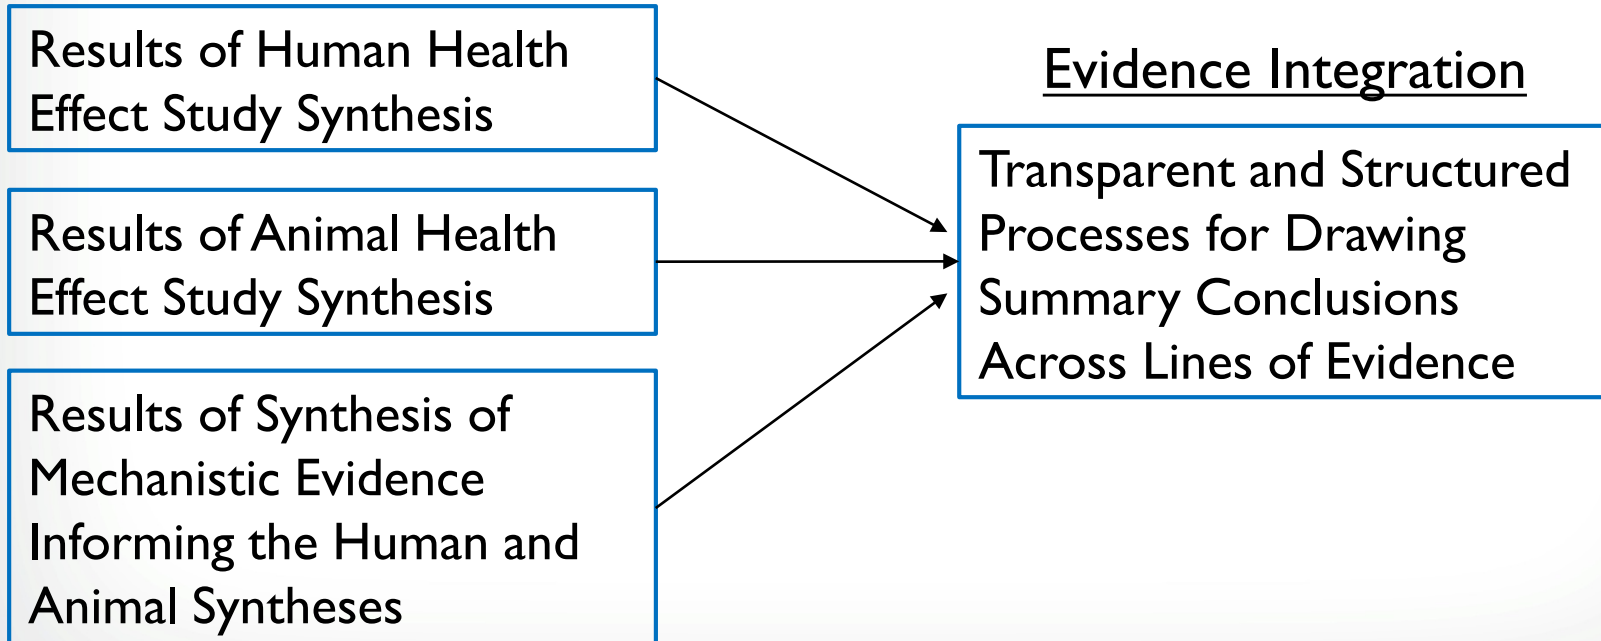 Results of Human Health
Effect Study Synthesis
Results of Animal Health
Effect Study Synthesis
Results of Synthesis of
Mechanistic Evidence
Informing the Human and
Animal Syntheses
Evidence Integration
Transparent and Structured
Processes for Drawing
Summary Conclusions
Across Lines of Evidence